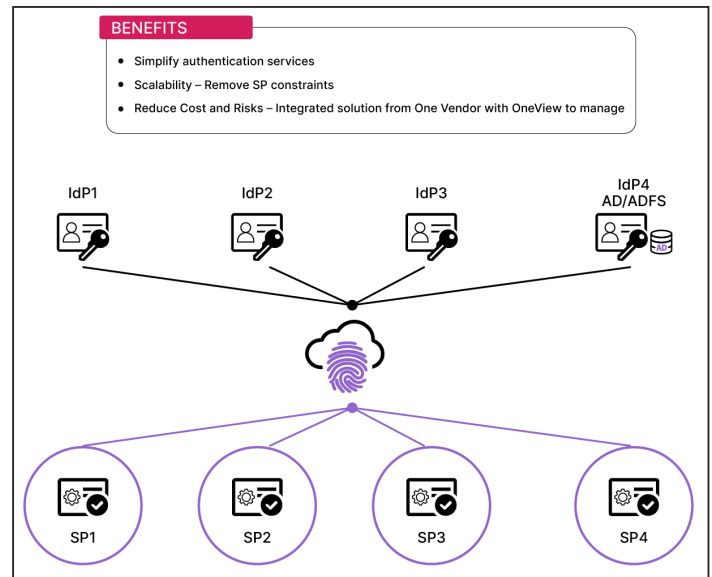 BENEFITS
Simplify authentication services
Scalability – Remove SP constraints
Reduce Cost and Risks – Integrated solution from One Vendor with OneView to manage
IdP1
IdP2
IdP3
IdP4
AD/ADFS
AD
SP1
SP2
SP3
SP4